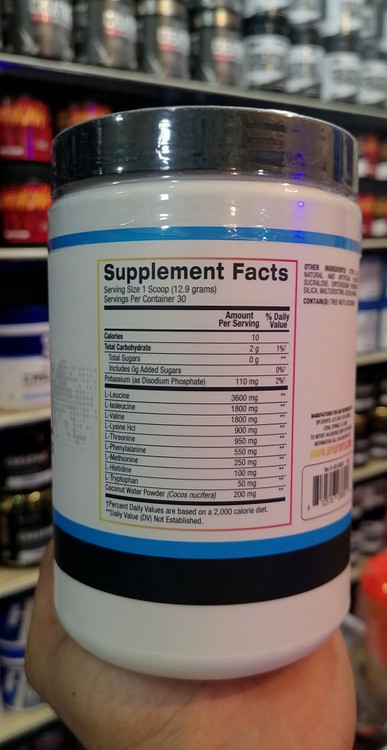 Supplement Facts
Serving Size 1 Scoop (12.9 grams)
Servings Per Container 30
Amount Per Serving % Daily Value
Calories 10
Total Carbohydrate 2 g 1%†
Total Sugars 0 g **
Includes 0g Added Sugars 0%†
Potassium (as Disodium Phosphate) 110 mg 2%†
L-Leucine 3600 mg **
L-Isoleucine 1800 mg **
L-Valine 1800 mg **
L-Lysine Hcl 900 mg **
L-Threonine 950 mg **
L-Phenylalanine 550 mg **
L-Methionine 250 mg **
L-Histidine 100 mg **
L-Tryptophan 50 mg **
Coconut Water Powder (Cocos nucifera) 200 mg **
†Percent Daily Values are based on a 2,000 calorie diet.
**Daily Value (DV) Not Established.
OTHER INGREDIENTS:
NATURAL AND
SUCRALOSE,
SILICA,
CONTAIN(S): TREE NUTS